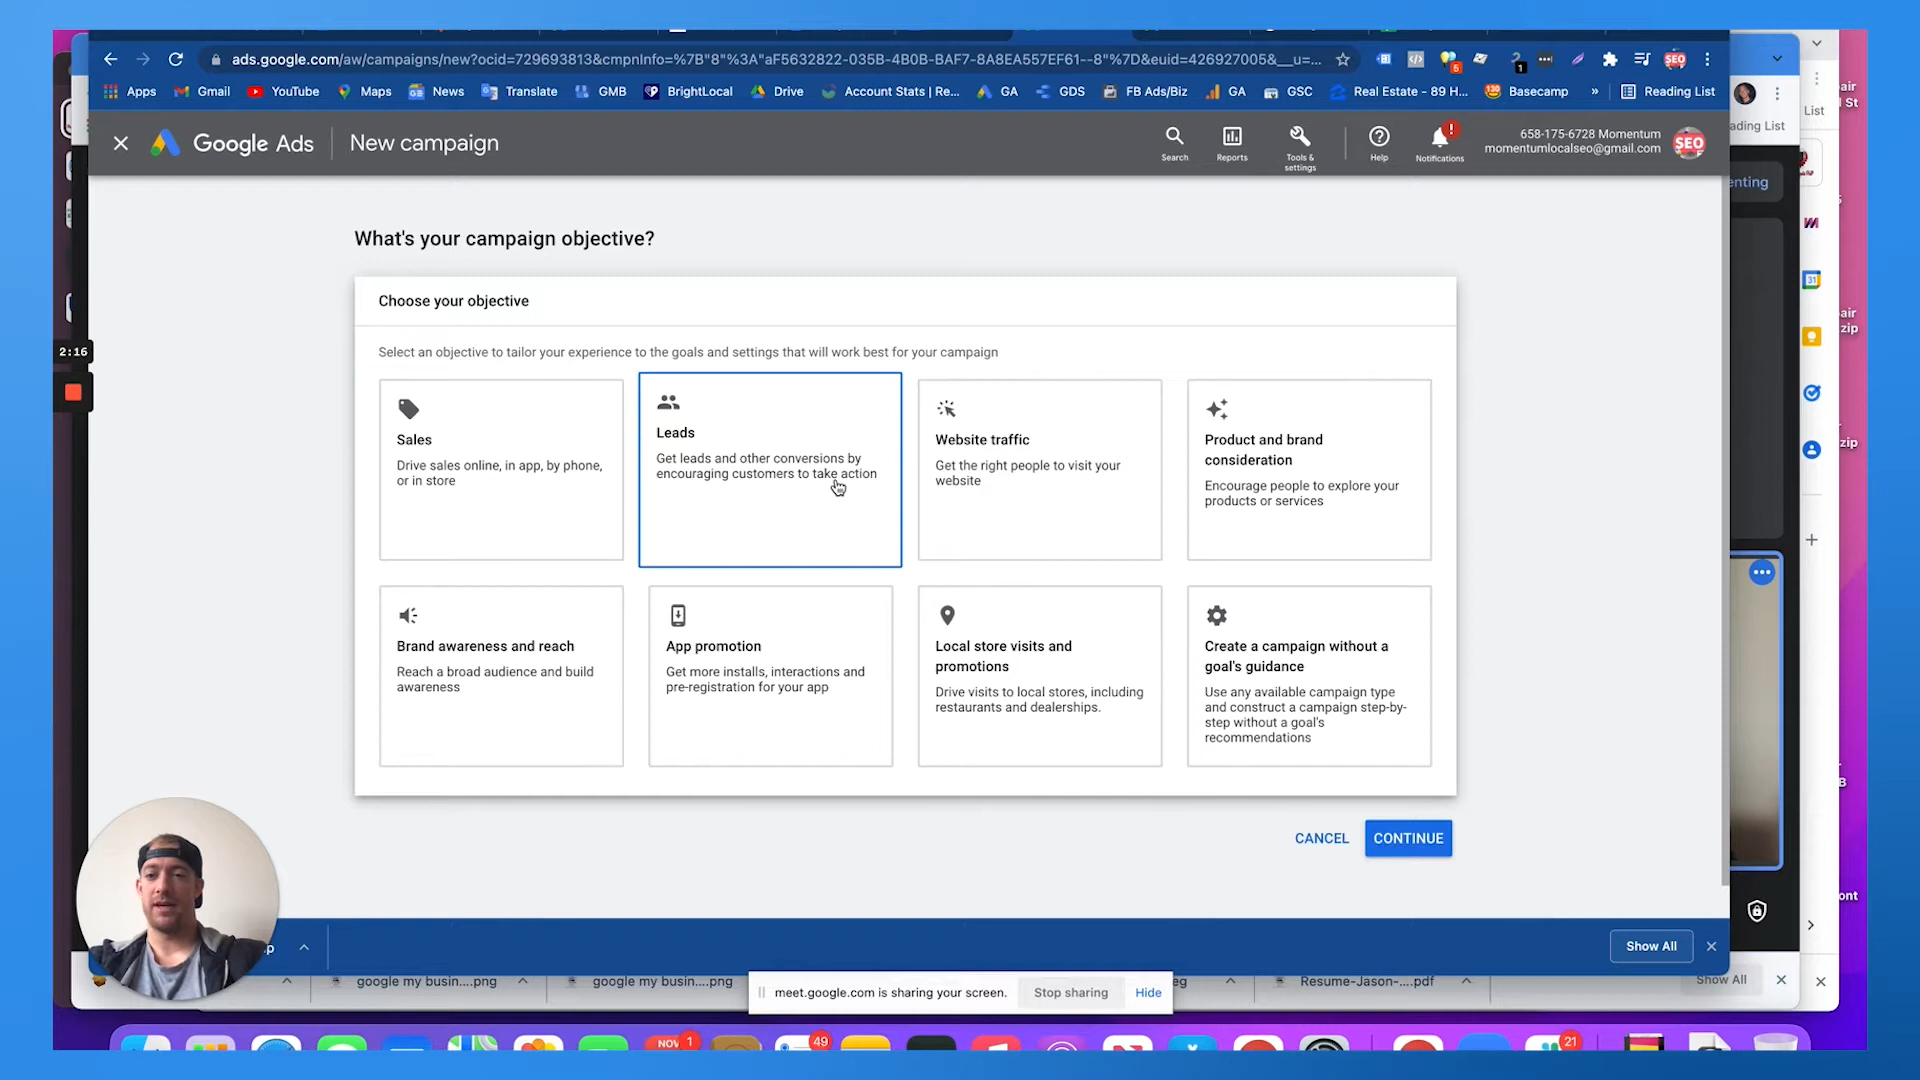 ads.google.com/aw/campaigns/new?ocid=729693813&cmpnInfo=%7B"8"%3A"aF5632822-035B-4B0B-BAF7-8A8EA557EF61--8"%7D&euid=426927005&__u=...
Apps Gmail YouTube Maps News Translate GMB BrightLocal Drive Account Stats | Re... GA GDS FB Ads/Biz GA GSC Real Estate - 89 H... Basecamp » Reading List
Google Ads New campaign
Search
Reports
Tools & settings
Help
Notifications
658-175-6728 Momentum
momentumlocalseo@gmail.com
SEO
What's your campaign objective?
Choose your objective
Select an objective to tailor your experience to the goals and settings that will work best for your campaign
Sales
Drive sales online, in app, by phone,
or in store
Leads
Get leads and other conversions by
encouraging customers to take action
Website traffic
Get the right people to visit your
website
Product and brand
consideration
Encourage people to explore your
products or services
Brand awareness and reach
Reach a broad audience and build
awareness
App promotion
Get more installs, interactions and
pre-registration for your app
Local store visits and
promotions
Drive visits to local stores, including
restaurants and dealerships.
Create a campaign without a
goal's guidance
Use any available campaign type
and construct a campaign step-by-
step without a goal's
recommendations
CANCEL CONTINUE
2:16
Show All
google my busin....png google my busin....png Resume-Jason-....pdf Show All
meet.google.com is sharing your screen. Stop sharing Hide
NOV 1
49
21